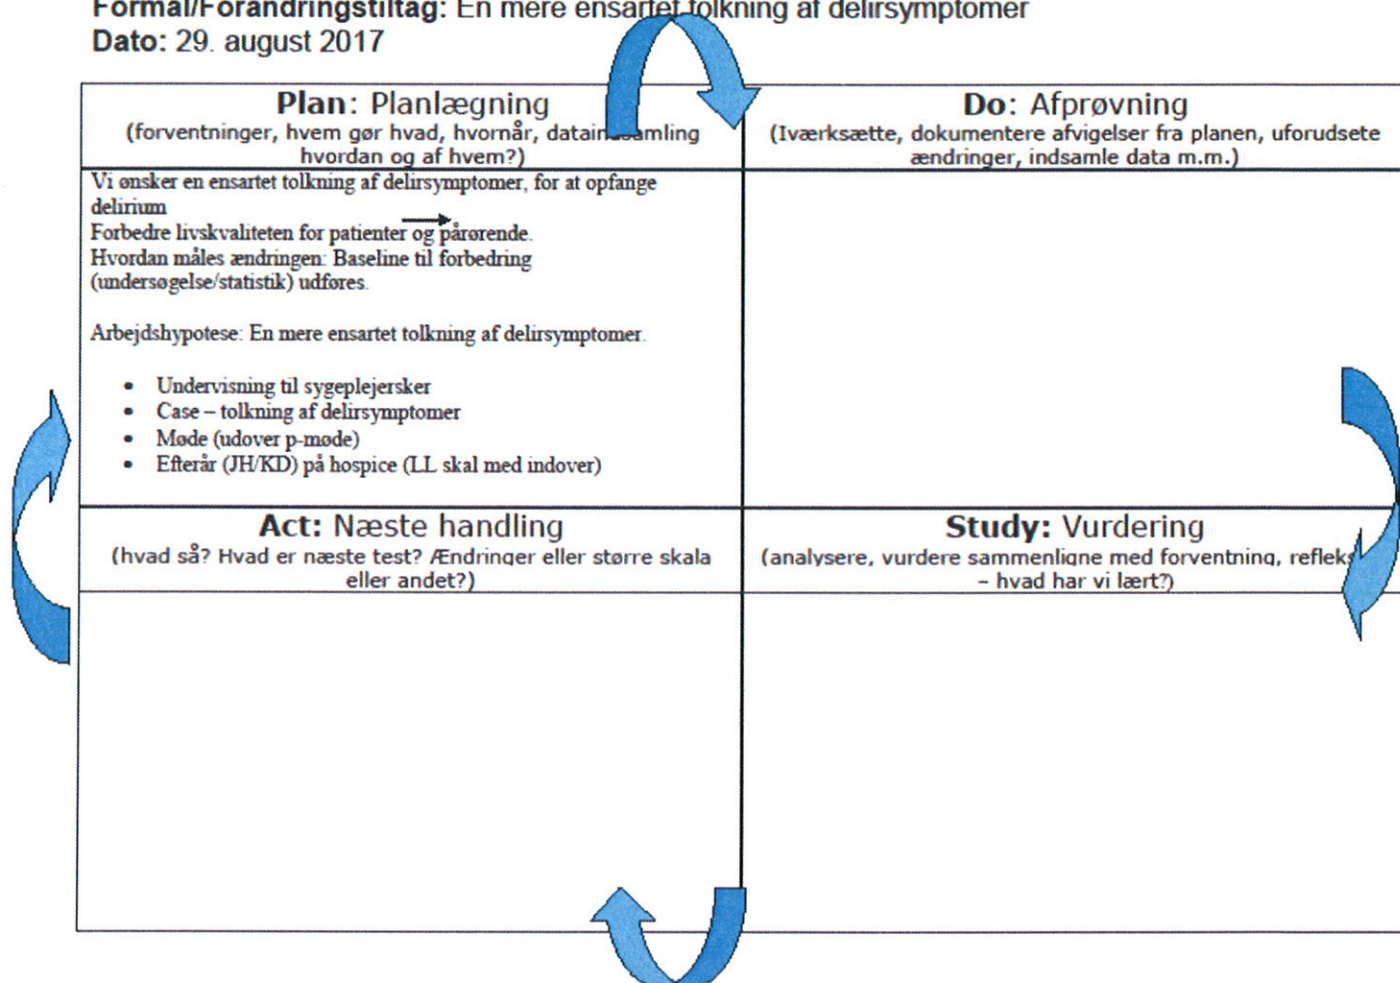 Formål/Forandringstiltag: En mere ensartet tolkning af delirsymptomer
Dato: 29. august 2017
Plan: Planlægning
(forventninger, hvem gør hvad, hvornår, dataindsamling
hvordan og af hvem?)
Do: Afprøvning
(Iværksætte, dokumentere afvigelser fra planen, uforudsete
ændringer, indsamle data m.m.)
Vi ønsker en ensartet tolkning af delirsymptomer, for at opfange
delirium
Forbedre livskvaliteten for patienter og pårørende.
Hvordan måles ændringen: Baseline til forbedring
(undersøgelse/statistik) udføres.
Arbejdshypotese: En mere ensartet tolkning af delirsymptomer.
• Undervisning til sygeplejersker
• Case – tolkning af delirsymptomer
• Møde (udover p-møde)
• Efterår (JH/KD) på hospice (LL skal med indover)
Act: Næste handling
(hvad så? Hvad er næste test? Ændringer eller større skala
eller andet?)
Study: Vurdering
(analysere, vurdere sammenligne med forventning, refleks
– hvad har vi lært?)